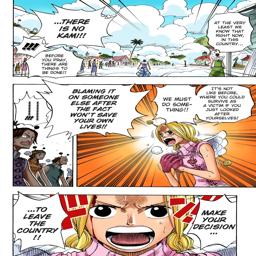 AT THE VERY
LEAST WE
KNOW THAT
RIGHT NOW,
IN THIS
COUNTRY...
...THERE
IS NO
KAMI!!
BEFORE
YOU PRAY,
THERE ARE
THINGS TO
BE DONE!!
IT'S NOT
LIKE BEFORE,
WHERE YOU
COULD
SURVIVE AS
A VICTIM IF
YOU JUST
LOOKED
AFTER
YOURSELVES!
WE MUST
DO SOME-
THING!!
BLAMING IT
ON SOMEONE
ELSE AFTER
THE FACT
WON'T SAVE
YOUR OWN
LIVES!!
MAKE
YOUR
DECISION
...
...TO
LEAVE
THE
COUNTRY
!!